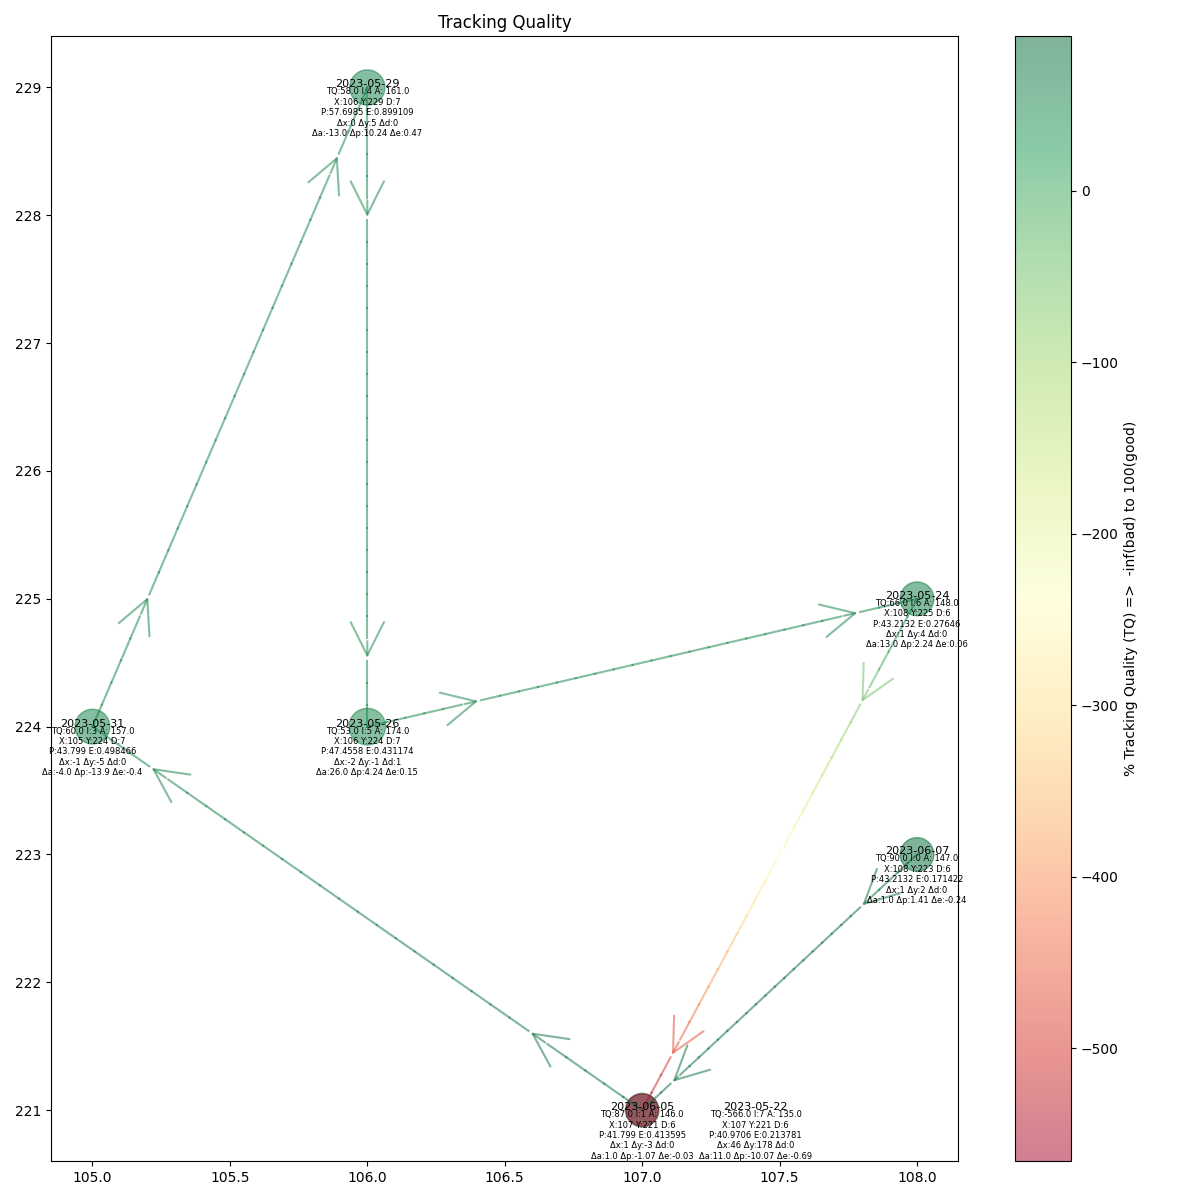 Tracking Quality
229
228
227
226
225
224
223
222
221
105.0
105.5
106.0
106.5
107.0
107.5
108.0
2023-05-29
TQ:58.0 I:4 A: 161.0
X:106 Y:229 D:7
P:57.6985 E:0.899109
Δx:0 Δy:5 Δd:0
Δa:-13.0 Δp:10.24 Δe:0.47
2023-05-24
TQ:66.0 I:6 A: 148.0
X:108 Y:225 D:6
P:43.2132 E:0.27646
Δx:1 Δy:4 Δd:0
Δa:13.0 Δp:2.24 Δe:0.06
2023-05-31
TQ:60.0 I:3 A: 157.0
X:105 Y:224 D:7
P:43.799 E:0.498466
Δx:-1 Δy:-5 Δd:0
Δa:-4.0 Δp:-13.9 Δe:-0.4
2023-05-26
TQ:53.0 I:5 A: 174.0
X:106 Y:224 D:7
P:47.4558 E:0.431174
Δx:-2 Δy:-1 Δd:1
Δa:26.0 Δp:4.24 Δe:0.15
2023-06-07
TQ:90.0 I:0 A: 147.0
X:108 Y:223 D:6
P:43.2132 E:0.171422
Δx:1 Δy:2 Δd:0
Δa:1.0 Δp:1.41 Δe:-0.24
2023-06-05
TQ:87.0 I:1 A: 146.0
X:107 Y:221 D:6
P:41.799 E:0.413595
Δx:1 Δy:-3 Δd:0
Δa:1.0 Δp:-1.07 Δe:-0.03
2023-05-22
TQ:-566.0 I:7 A: 135.0
X:107 Y:221 D:6
P:40.9706 E:0.213781
Δx:46 Δy:178 Δd:0
Δa:11.0 Δp:-10.07 Δe:-0.69
0
−100
−200
−300
−400
−500
% Tracking Quality (TQ) => -inf(bad) to 100(good)